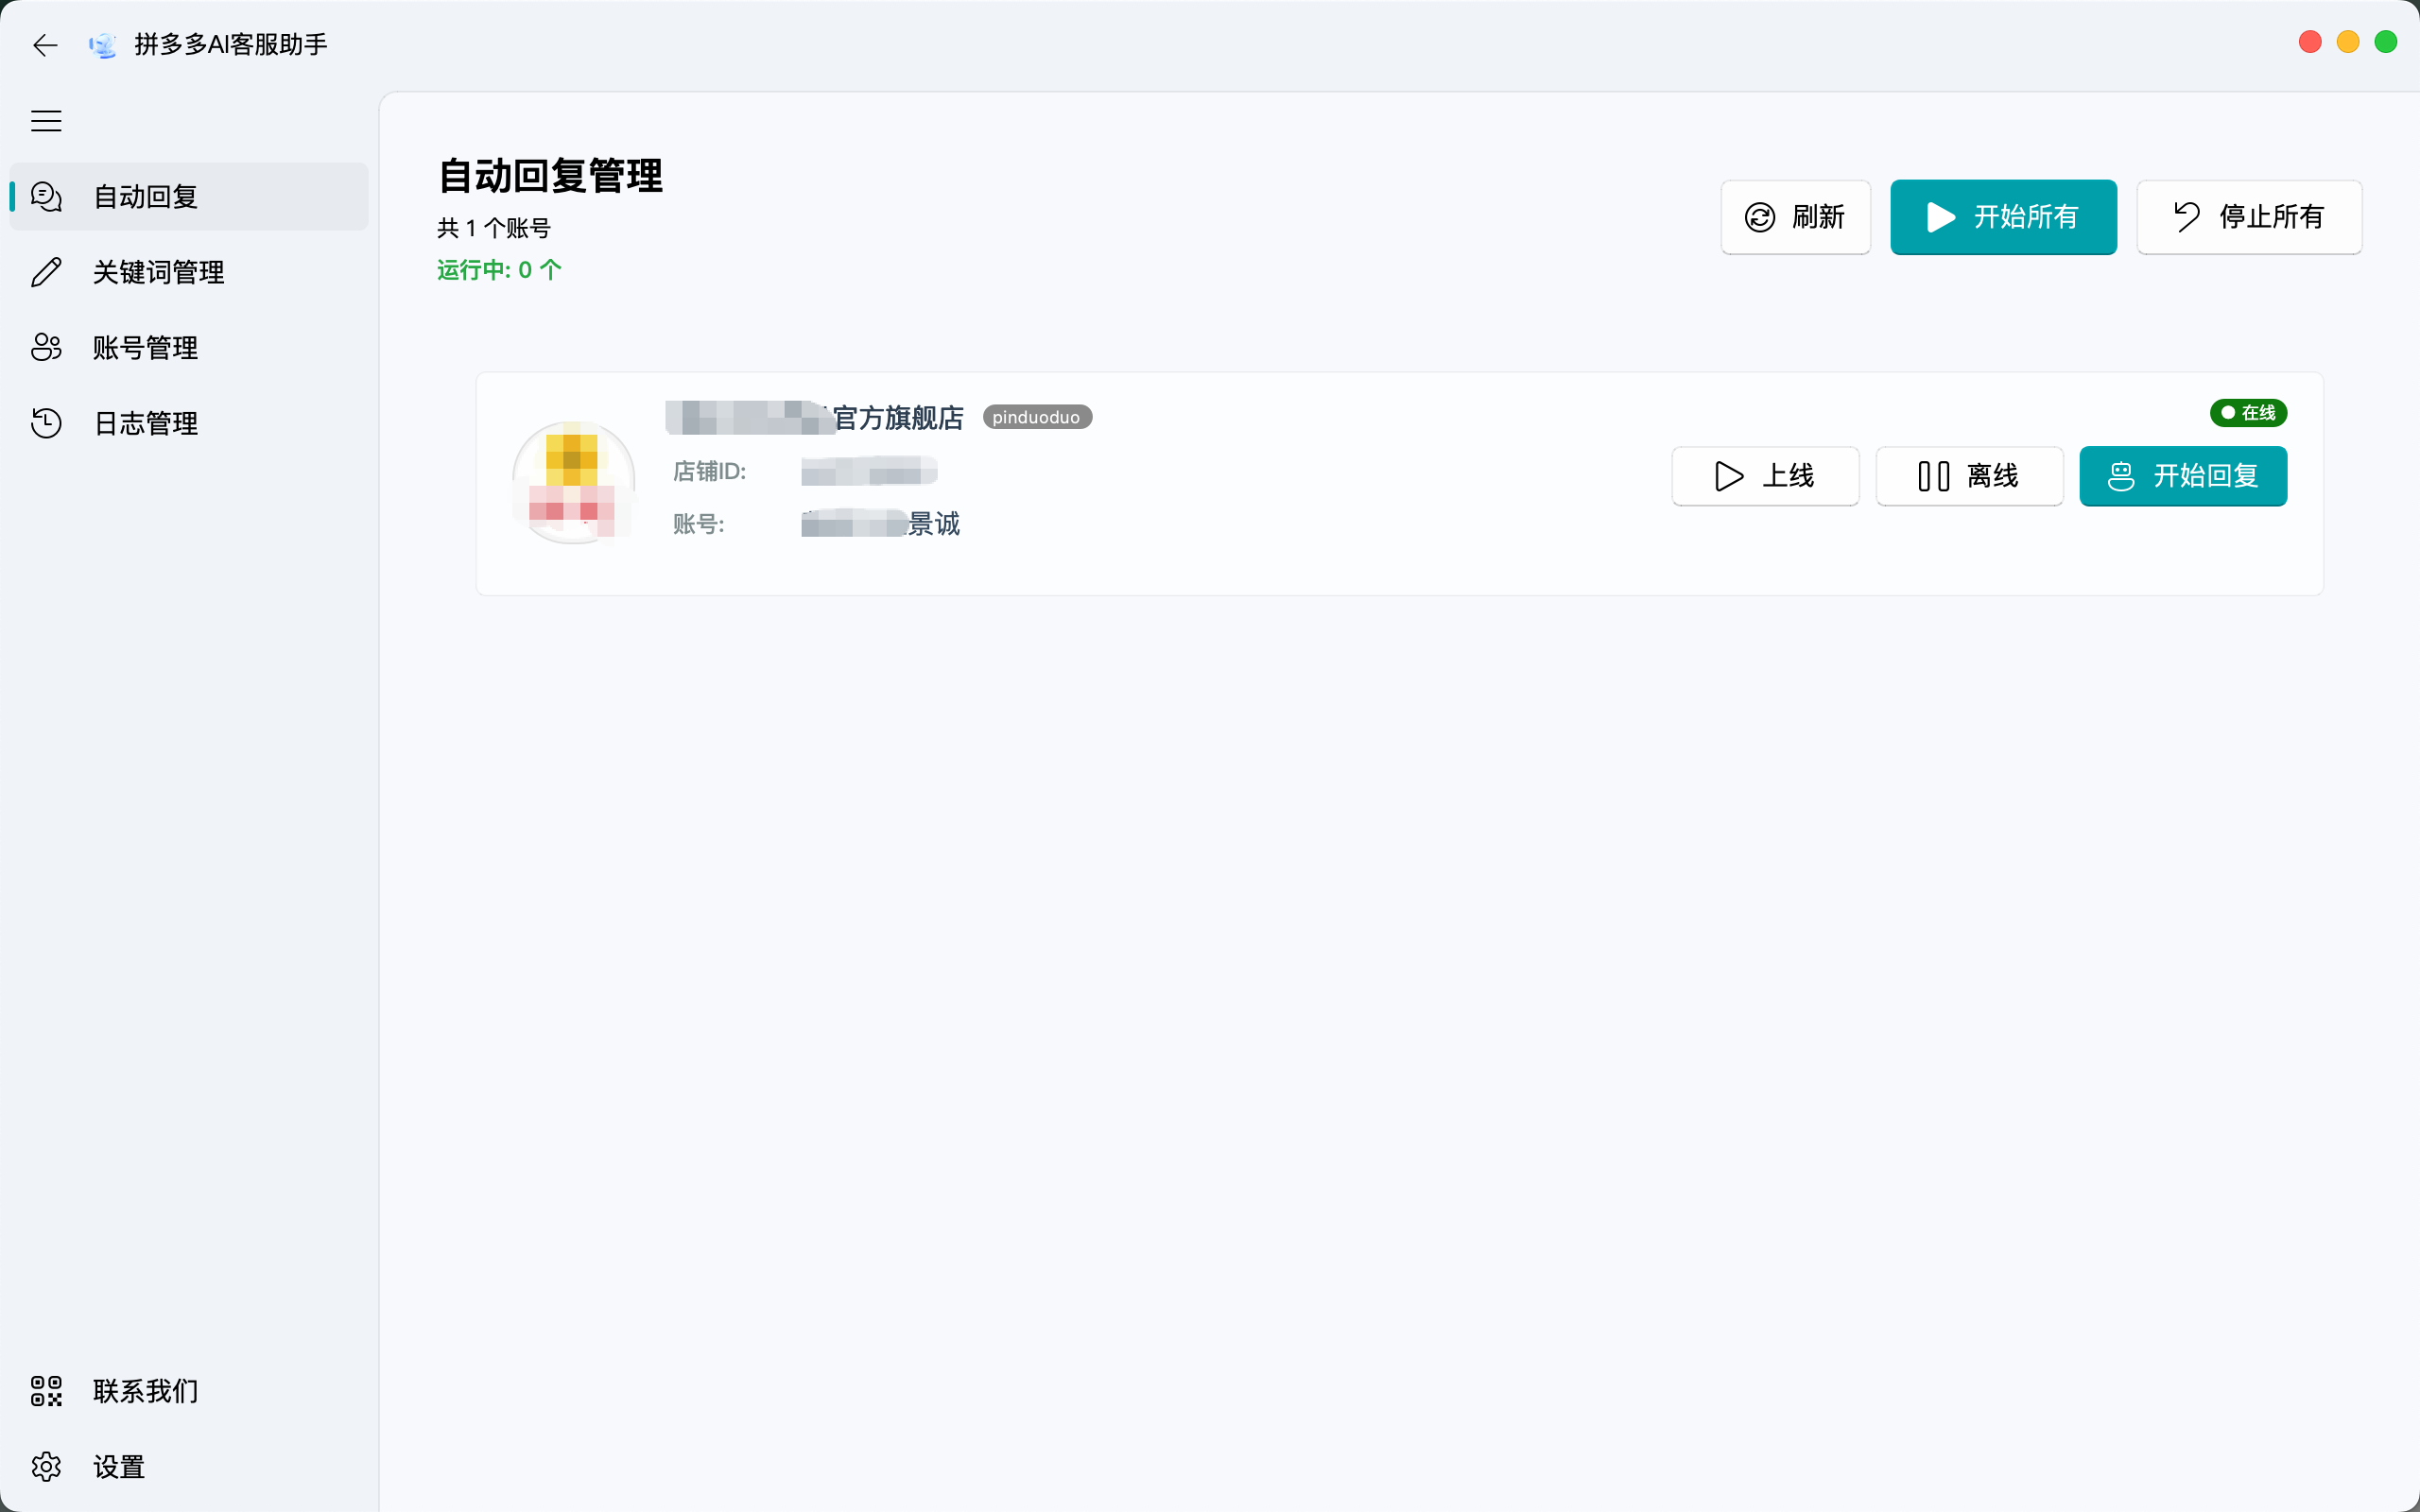 拼多多AI客服助手
自动回复
关键词管理
账号管理
日志管理
联系我们
设置
自动回复管理
共 1 个账号
运行中: 0 个
刷新
开始所有
停止所有
官方旗舰店
pinduoduo
在线
店铺ID:
账号:
景诚
上线
离线
开始回复